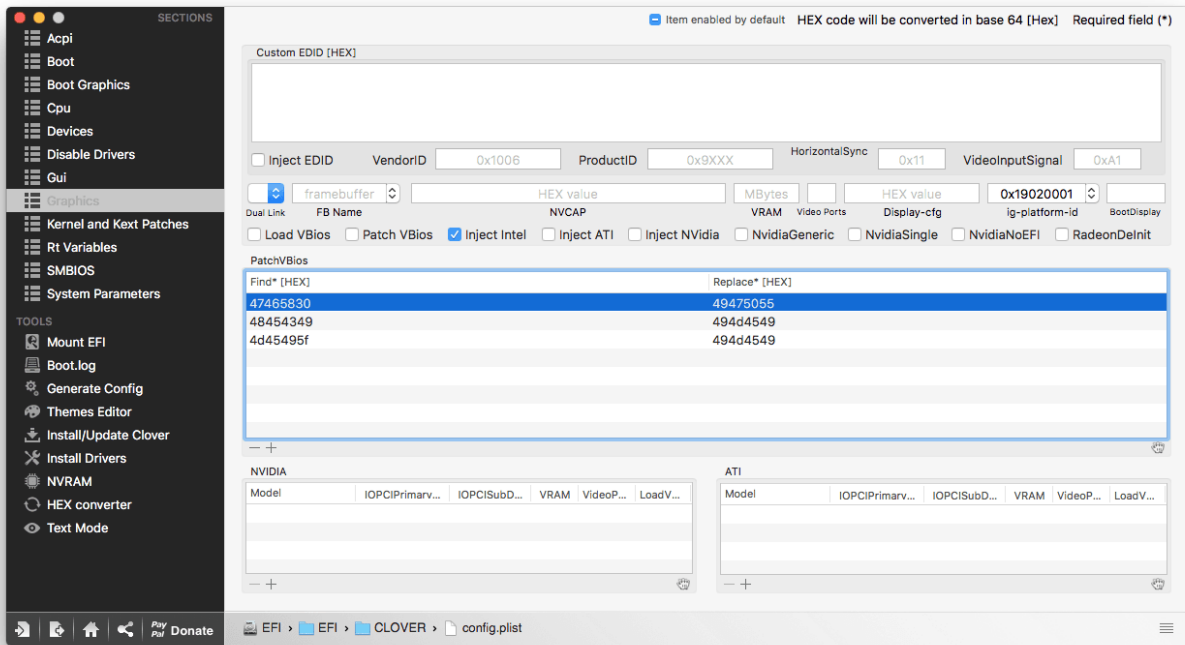 SECTIONS
Item enabled by default HEX code will be converted in base 64 [Hex] Required field (*)
Acpi
Boot
Boot Graphics
Cpu
Devices
Disable Drivers
Gui
Graphics
Kernel and Kext Patches
Rt Variables
SMBIOS
System Parameters
TOOLS
Mount EFI
Boot.log
Generate Config
Themes Editor
Install/Update Clover
Install Drivers
NVRAM
HEX converter
Text Mode
Pay
Pal Donate
Custom EDID [HEX]
Inject EDID VendorID 0x1006 ProductID 0x9XXX HorizontalSync 0x11 VideoInputSignal 0xA1
framebuffer HEX value MBytes HEX value 0x19020001
Dual Link FB Name NVCAP VRAM Video Ports Display-cfg ig-platform-id BootDisplay
Load VBios Patch VBios Inject Intel Inject ATI Inject NVidia NvidiaGeneric NvidiaSingle NvidiaNoEFI RadeonDeInit
PatchVBios
Find* [HEX] Replace* [HEX]
47465830 49475055
48454349 494d4549
4d45495f 494d4549
NVIDIA
Model IOPCIPrimarv... IOPCISubD... VRAM VideoP... LoadV...
ATI
Model IOPCIPrimarv... IOPCISubD... VRAM VideoP... LoadV...
EFI › EFI › CLOVER › config.plist